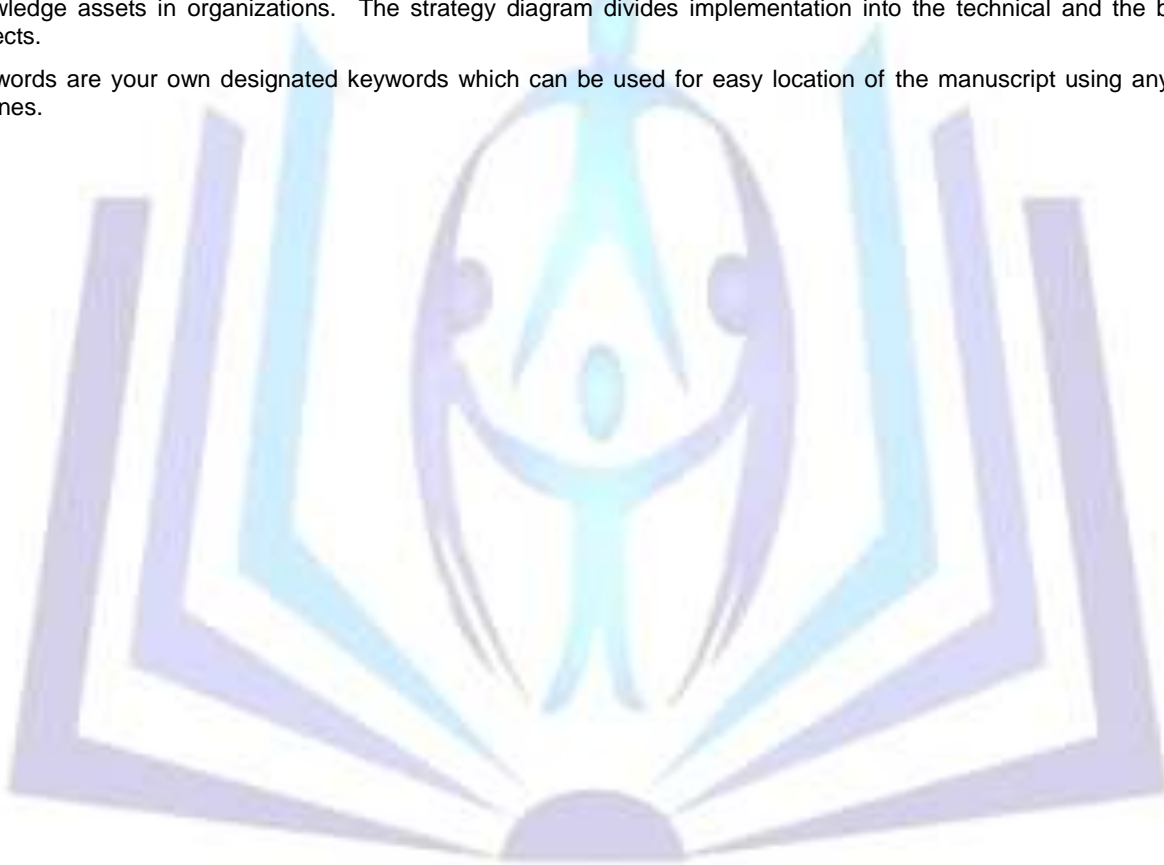 wledge assets in organizations. The strategy diagram divides implementation into the technical and the b
ects.
words are your own designated keywords which can be used for easy location of the manuscript using any
nes.